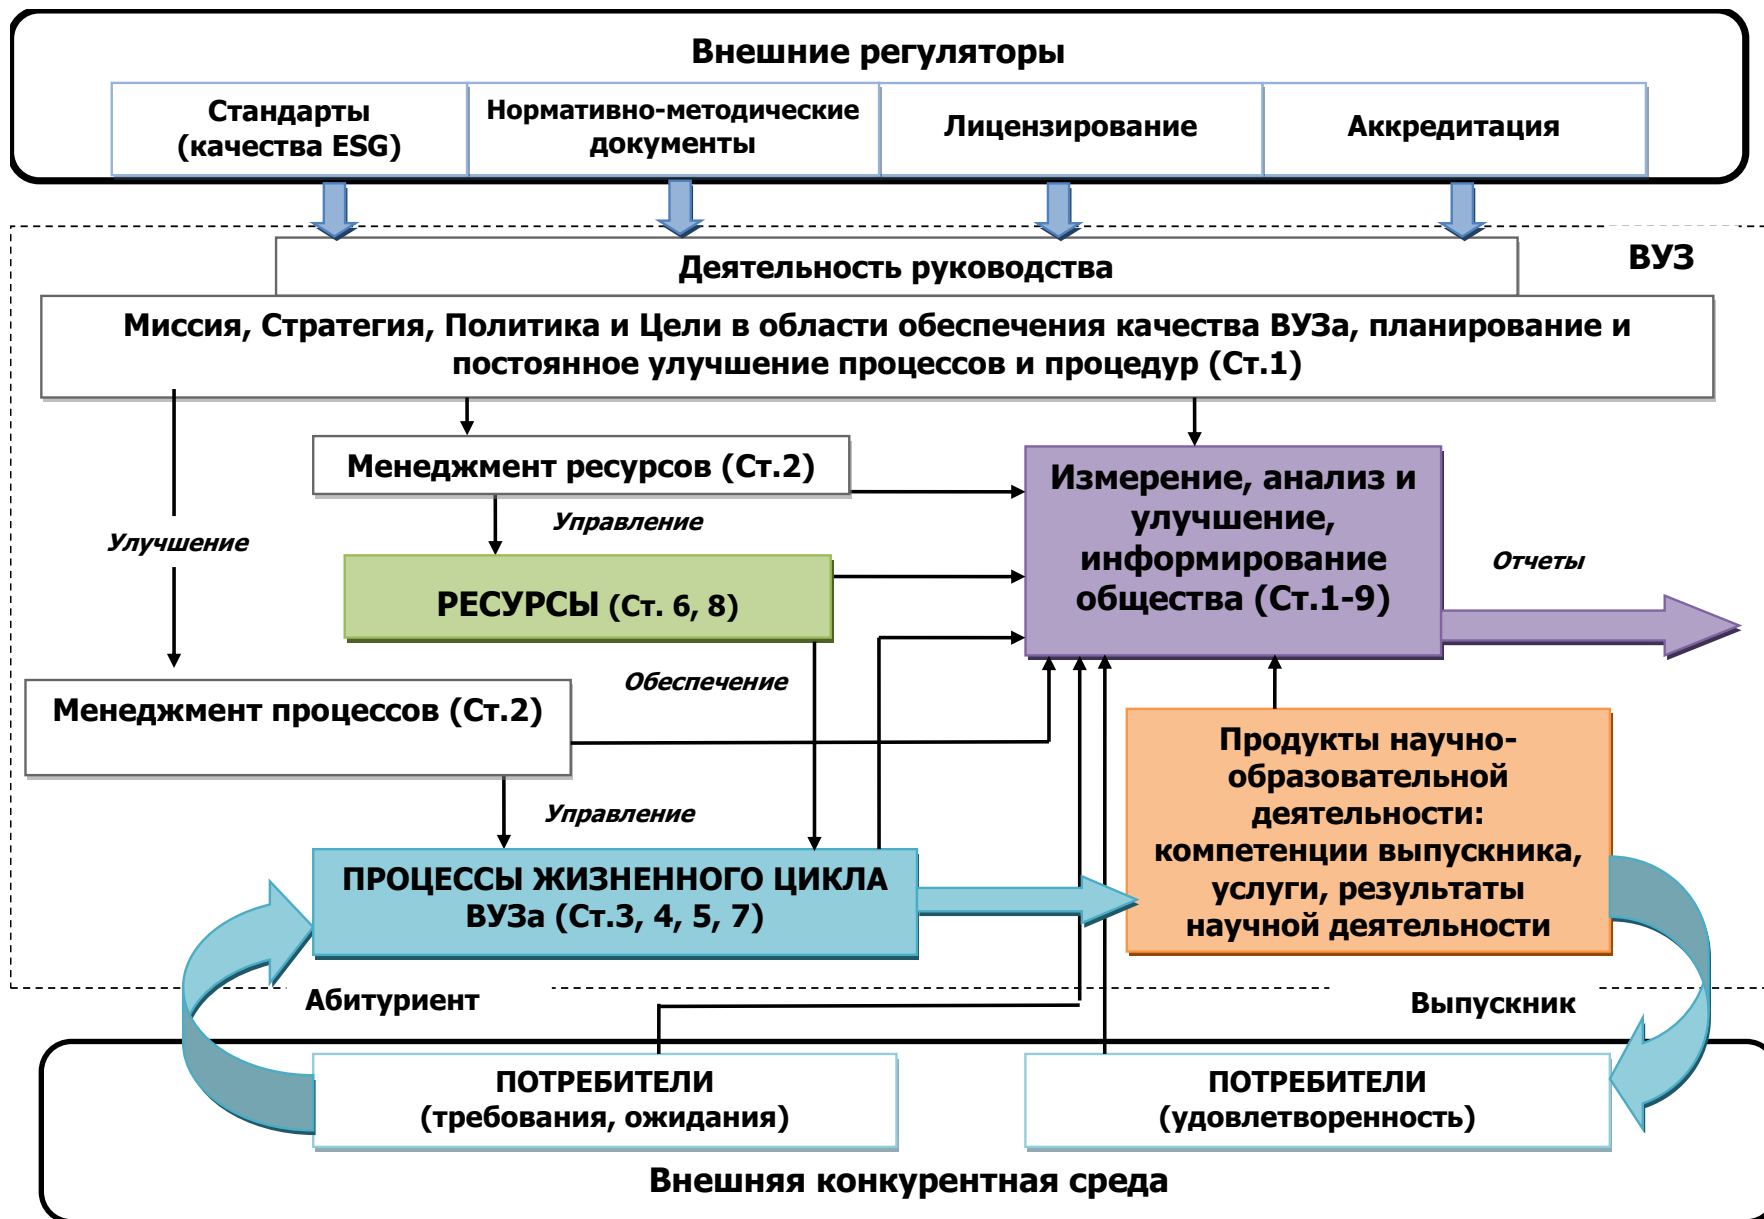 Внешние регуляторы
Стандарты
(качества ESG)
Нормативно-методические
документы
Лицензирование
Аккредитация
ВУЗ
Деятельность руководства
Миссия, Стратегия, Политика и Цели в области обеспечения качества ВУЗа, планирование и
постоянное улучшение процессов и процедур (Ст.1)
Менеджмент ресурсов (Ст.2)
Измерение, анализ и
улучшение,
информирование
общества (Ст.1-9)
Управление
Улучшение
Отчеты
РЕСУРСЫ (Ст. 6, 8)
Обеспечение
Менеджмент процессов (Ст.2)
Продукты научно-
образовательной
деятельности:
компетенции выпускника,
услуги, результаты
научной деятельности
Управление
ПРОЦЕССЫ ЖИЗНЕННОГО ЦИКЛА
ВУЗа (Ст.3, 4, 5, 7)
Абитуриент
Выпускник
ПОТРЕБИТЕЛИ
(требования, ожидания)
ПОТРЕБИТЕЛИ
(удовлетворенность)
Внешняя конкурентная среда